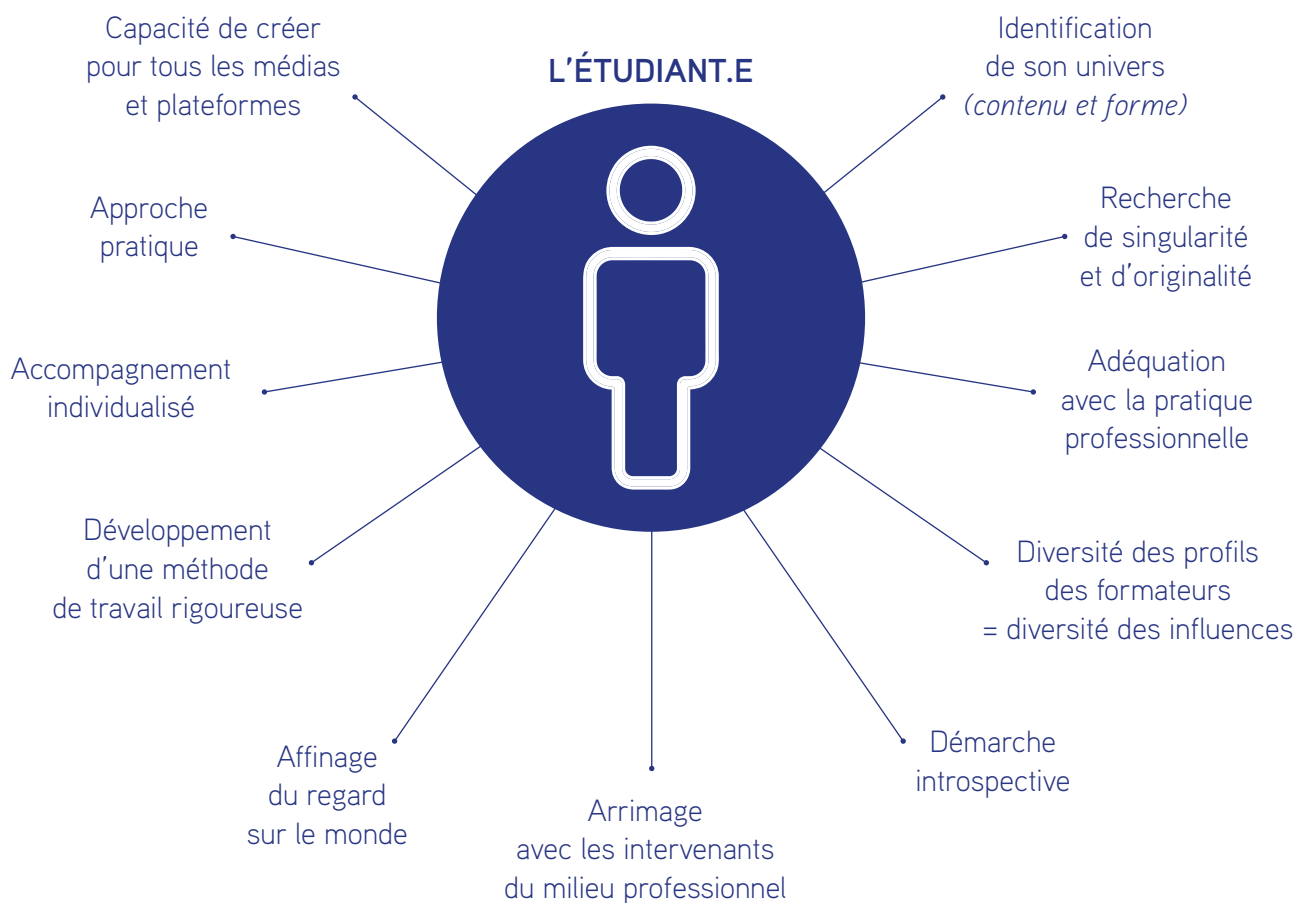 L'ÉTUDIANT.E
Capacité de créer
pour tous les médias
et plateformes
Approche
pratique
Accompagnement
individualisé
Développement
d'une méthode
de travail rigoureuse
Affinage
du regard
sur le monde
Arrimage
avec les intervenants
du milieu professionnel
Démarche
introspective
Diversité des profils
des formateurs
= diversité des influences
Adéquation
avec la pratique
professionnelle
Recherche
de singularité
et d'originalité
Identification
de son univers
(contenu et forme)